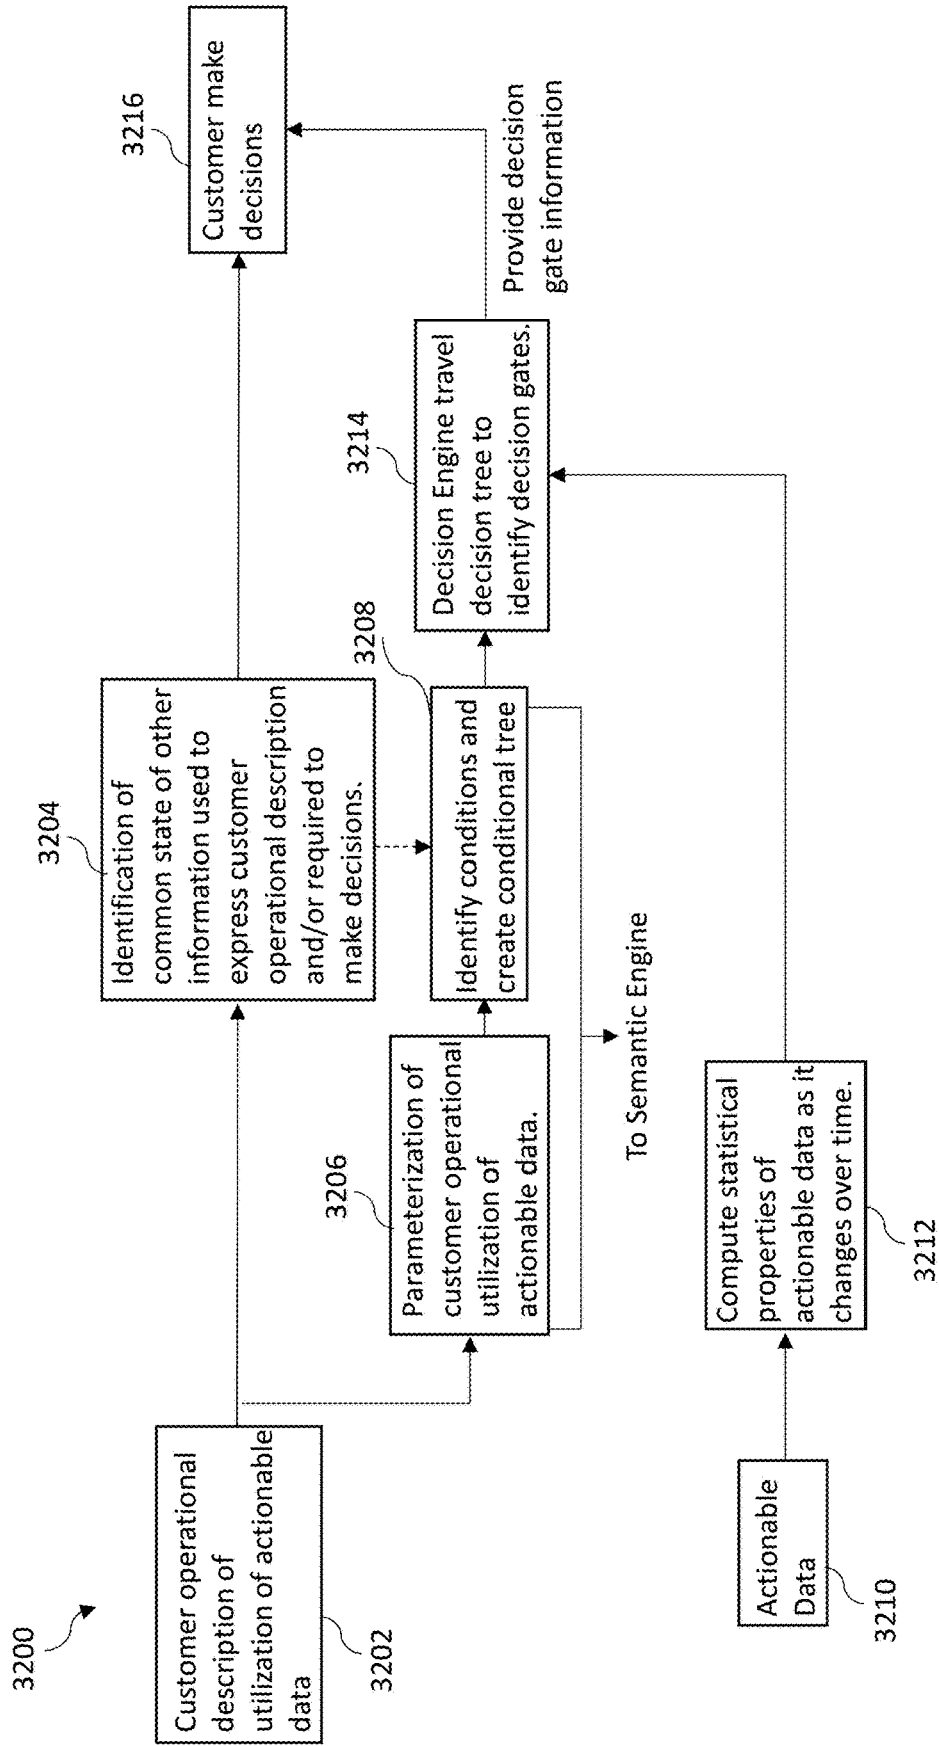 3200
Customer operational
description of
utilization of actionable
data
3202
3204
Identification of
common state of other
information used to
express customer
operational description
and/or required to
make decisions.
3216
Customer make
decisions
3206
Parameterization of
customer operational
utilization of
actionable data.
3208
Identify conditions and
create conditional tree
3214
Decision Engine travel
decision tree to
identify decision gates.
Provide decision
gate information
To Semantic Engine
Actionable
Data
3210
Compute statistical
properties of
actionable data as it
changes over time.
3212